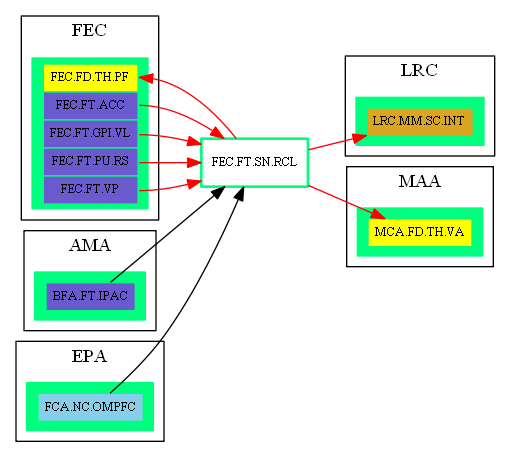 FEC
FEC.FD.TH.PF
FEC.FT.ACC
FEC.FT.GPI.VL
FEC.FT.PU.RS
FEC.FT.VP
FEC.FT.SN.RCL
LRC
LRC.MM.SC.INT
MAA
MCA.FD.TH.VA
AMA
BFA.FT.IPAC
EPA
FCA.NC.OMPFC